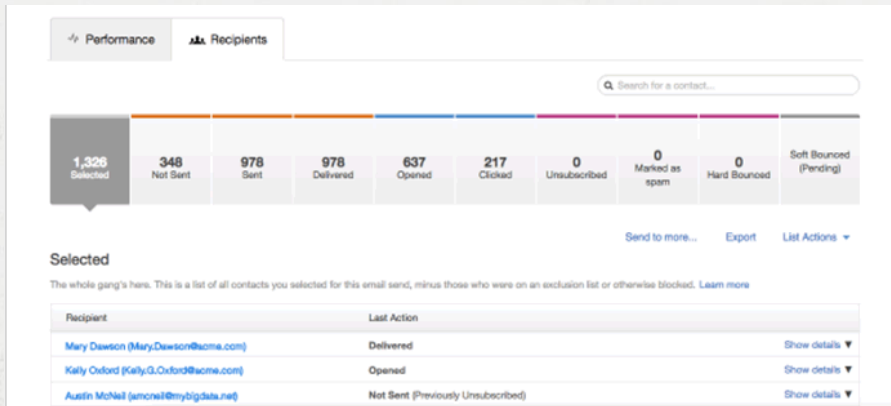 Performance
Recipients
Search for a contact...
1,326
Selected
348
Not Sent
978
Sent
978
Delivered
637
Opened
217
Clicked
0
Unsubscribed
0
Marked as
spam
0
Hard Bounced
Soft Bounced
(Pending)
Send to more... Export List Actions
Selected
The whole gang's here. This is a list of all contacts you selected for this email send, minus those who were on an exclusion list or otherwise blocked. Learn more
Recipient Last Action
Mary Dawson (Mary.Dawson@acme.com) Delivered Show details ▼
Kelly Oxford (Kelly.G.Oxford@acme.com) Opened Show details ▼
Austin McNeil (amcneil@mybigdata.net) Not Sent (Previously Unsubscribed) Show details ▼